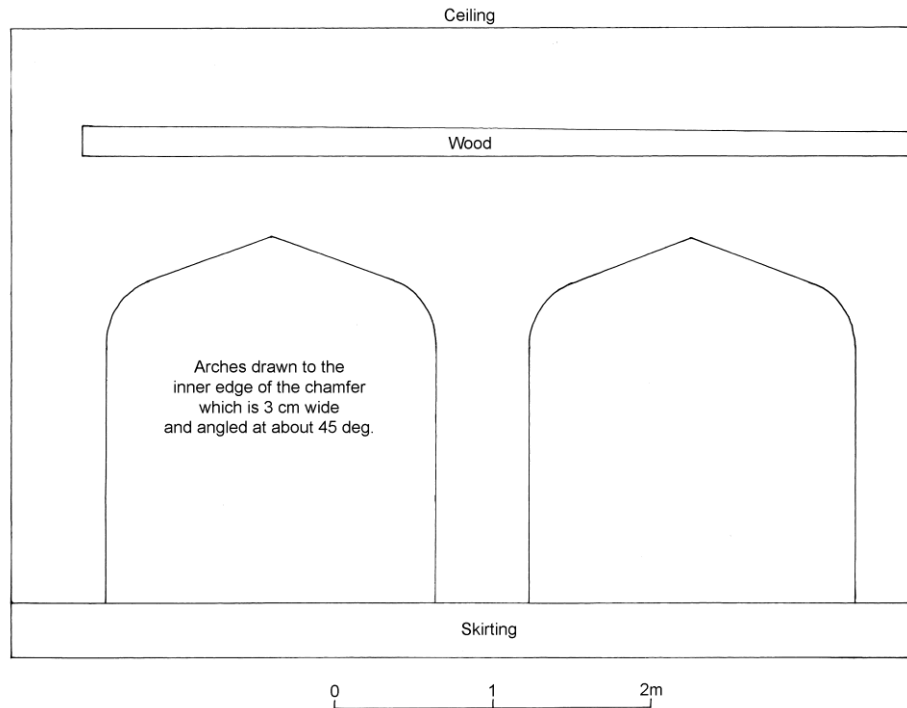 Ceiling
Wood
Arches drawn to the
inner edge of the chamfer
which is 3 cm wide
and angled at about 45 deg.
Skirting
0 1 2m